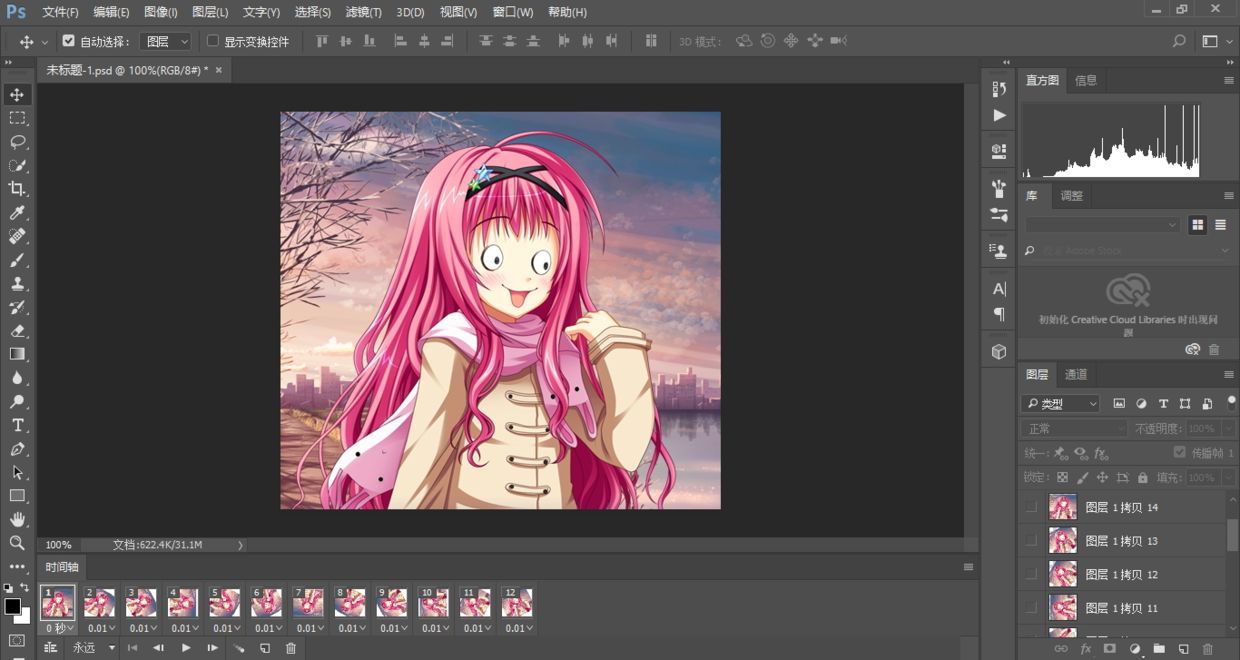 Ps 文件(F) 编辑(E) 图像(I) 图层(L) 文字(Y) 选择(S) 滤镜(T) 3D(D) 视图(V) 窗口(W) 帮助(H)
自动选择: 图层 显示变换控件 3D 模式:
未标题-1.psd @ 100%(RGB/8#) * ×
直方图 信息
库 调整
搜索 Adobe Stock
初始化 Creative Cloud Libraries 时出现问
题
图层 通道
类型
正常 不透明度: 100%
统一: 传播帧 1
锁定: 填充: 100%
图层 1 拷贝 14
图层 1 拷贝 13
图层 1 拷贝 12
图层 1 拷贝 11
100% 文档:622.4K/31.1M
时间轴
1 2 3 4 5 6 7 8 9 10 11 12
0 秒 0.01 0.01 0.01 0.01 0.01 0.01 0.01 0.01 0.01 0.01 0.01
永远